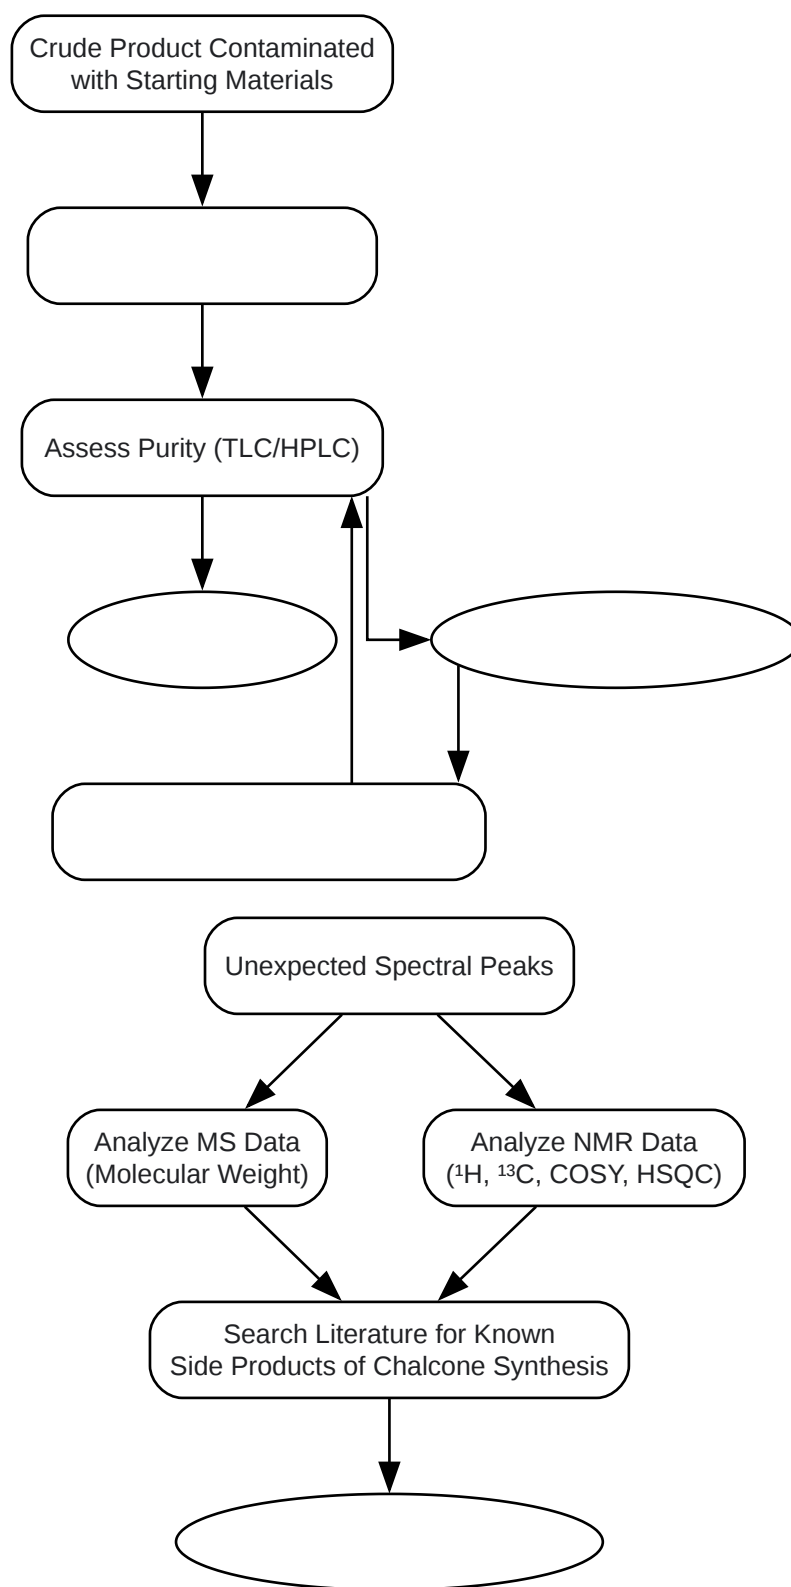 Crude Product Contaminated
with Starting Materials
Assess Purity (TLC/HPLC)
Unexpected Spectral Peaks
Analyze MS Data
(Molecular Weight)
Analyze NMR Data
(¹H, ¹³C, COSY, HSQC)
Search Literature for Known
Side Products of Chalcone Synthesis